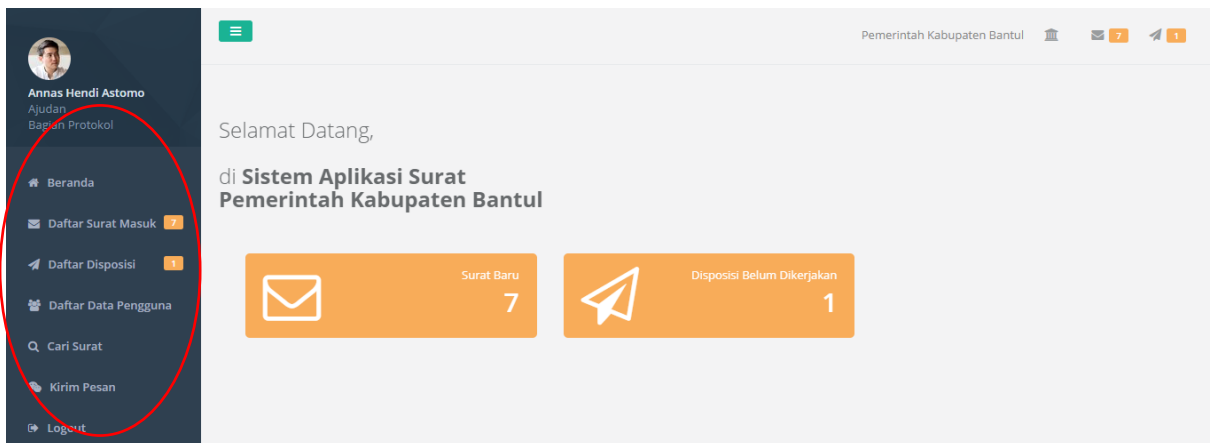 Annas Hendi Astomo
Ajudan
Bagian Protokol
Beranda
Daftar Surat Masuk 7
Daftar Disposisi 1
Daftar Data Pengguna
Cari Surat
Kirim Pesan
Logout
Pemerintah Kabupaten Bantul 7 1
Selamat Datang,
di Sistem Aplikasi Surat
Pemerintah Kabupaten Bantul
Surat Baru
7
Disposisi Belum Dikerjakan
1